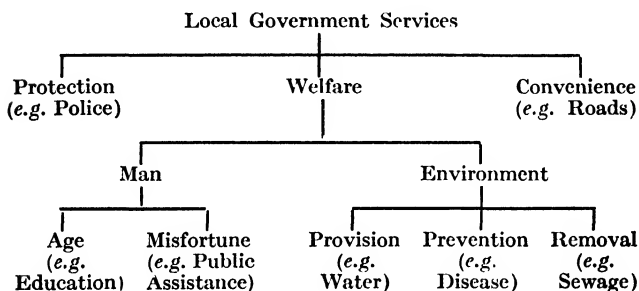 Local Government Services
Protection Welfare Convenience
(e.g. Police) (e.g. Roads)
Man Environment
Age Misfortune Provision Prevention Removal
(e.g. (e.g. Public (e.g. (e.g. (e.g.
Education) Assistance) Water) Disease) Sewage)